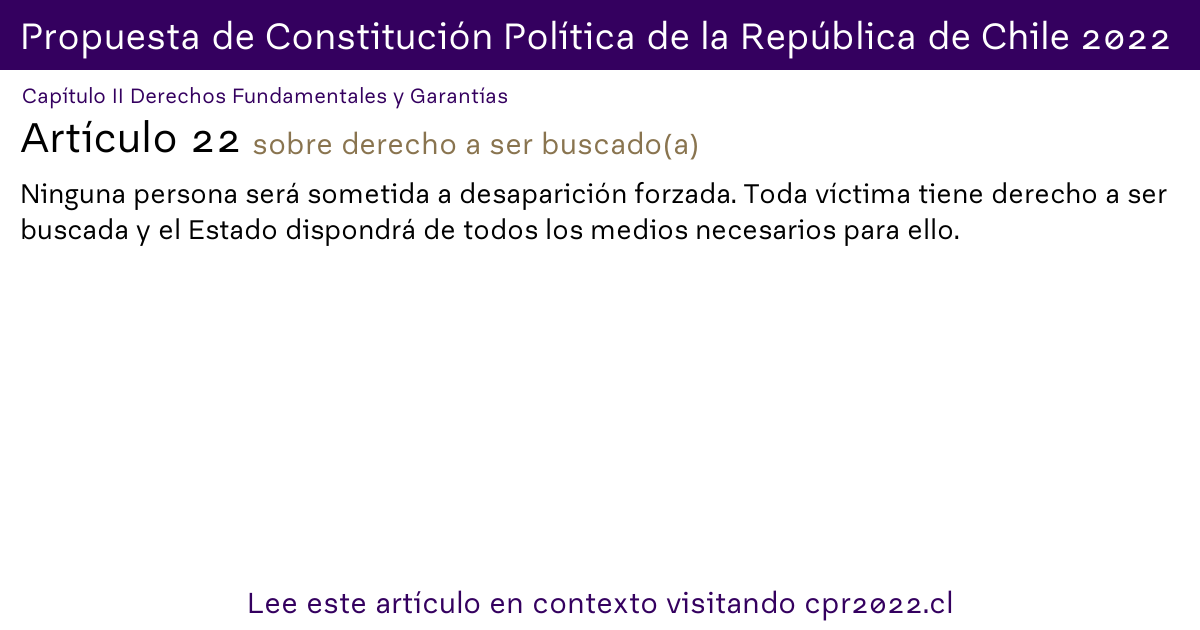 Propuesta de Constitución Política de la República de Chile 2022
Capítulo II Derechos Fundamentales y Garantías
Artículo 22 sobre derecho a ser buscado(a)
Ninguna persona será sometida a desaparición forzada. Toda víctima tiene derecho a ser
buscada y el Estado dispondrá de todos los medios necesarios para ello.
Lee este artículo en contexto visitando cpr2022.cl